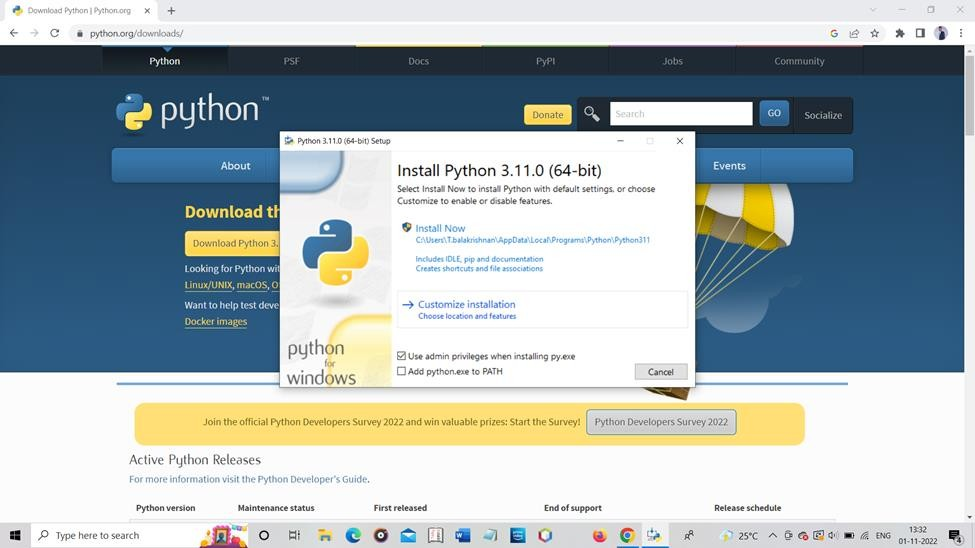 Download Python | Python.org
python.org/downloads/
Python
PSF
Docs
PyPI
Jobs
Community
python™
Donate
Search
GO
Socialize
About
Events
Download th
Download Python 3.
Looking for Python wit
Linux/UNIX, macOS, O
Want to help test deve
Docker images
Python 3.11.0 (64-bit) Setup
Install Python 3.11.0 (64-bit)
Select Install Now to install Python with default settings, or choose
Customize to enable or disable features.
Install Now
C:\Users\T.balakrishnan\AppData\Local\Programs\Python\Python311
Includes IDLE, pip and documentation
Creates shortcuts and file associations
Customize installation
Choose location and features
Use admin privileges when installing py.exe
Add python.exe to PATH
Cancel
python
for
windows
Join the official Python Developers Survey 2022 and win valuable prizes: Start the Survey!
Python Developers Survey 2022
Active Python Releases
For more information visit the Python Developer's Guide.
Python version
Maintenance status
First released
End of support
Release schedule
Type here to search
25°C
ENG
13:32
01-11-2022
4